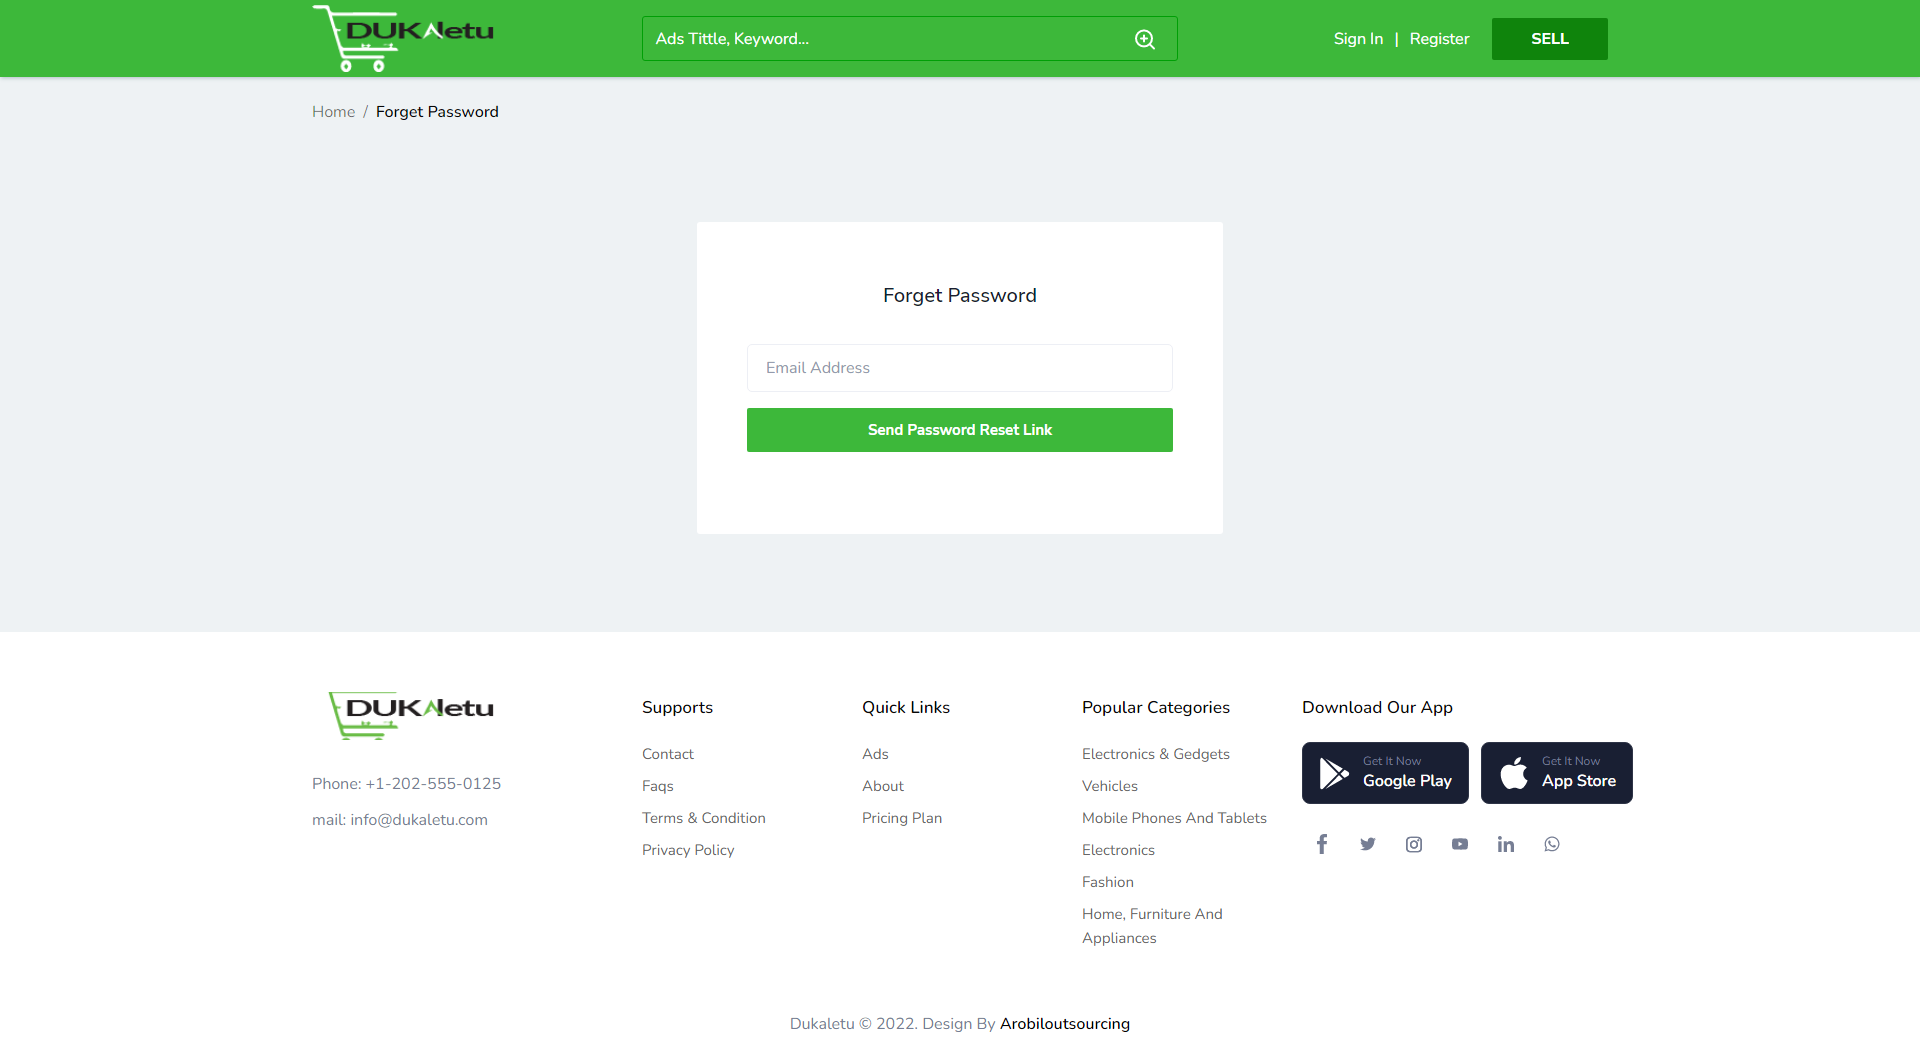 DUKAletu
Ads Tittle, Keyword...
Sign In | Register
SELL
Home / Forget Password
Forget Password
Email Address
Send Password Reset Link
DUKAletu
Phone: +1-202-555-0125
mail: info@dukaletu.com
Supports
Contact
Faqs
Terms & Condition
Privacy Policy
Quick Links
Ads
About
Pricing Plan
Popular Categories
Electronics & Gedgets
Vehicles
Mobile Phones And Tablets
Electronics
Fashion
Home, Furniture And
Appliances
Download Our App
Get It Now
Google Play
Get It Now
App Store
Dukaletu © 2022. Design By Arobiloutsourcing